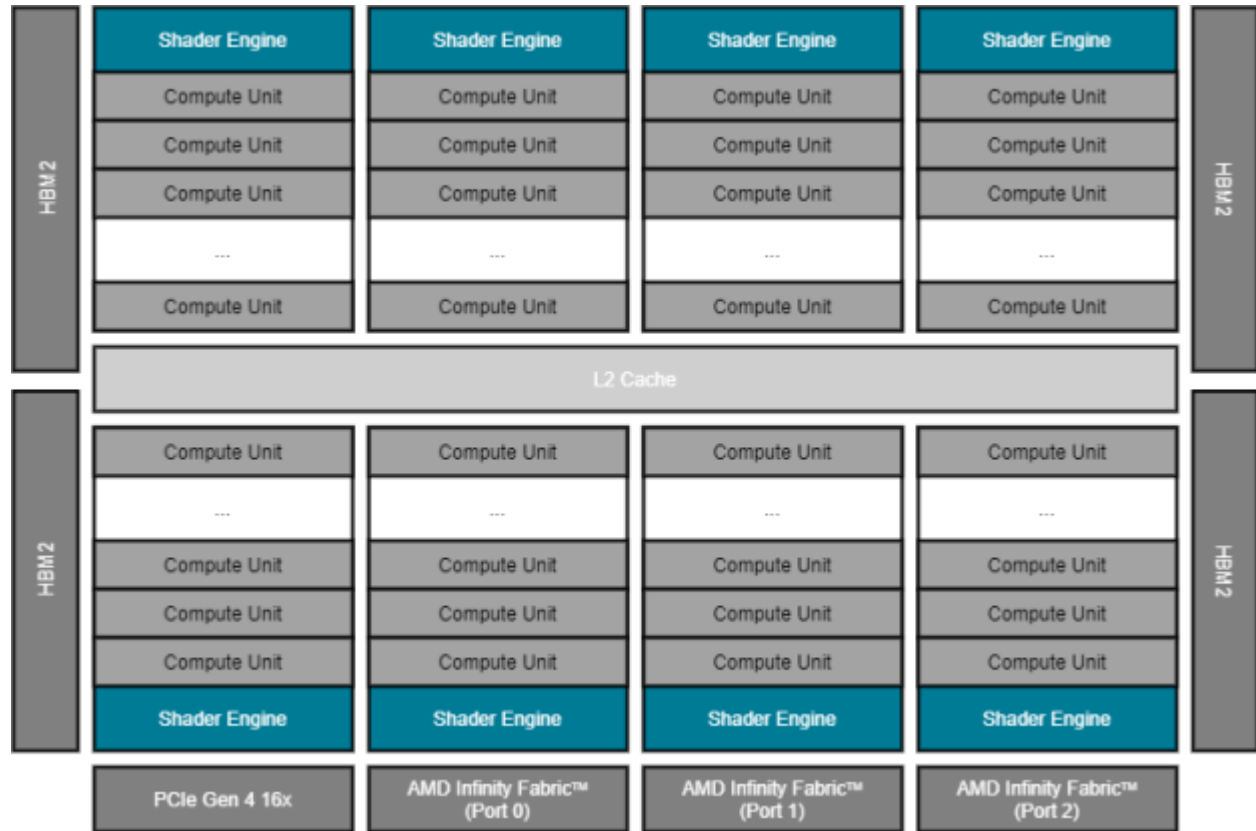 HBM2
Shader Engine
Shader Engine
Shader Engine
Shader Engine
HBM2
Compute Unit
Compute Unit
Compute Unit
Compute Unit
Compute Unit
Compute Unit
Compute Unit
Compute Unit
Compute Unit
Compute Unit
Compute Unit
Compute Unit
...
...
...
...
Compute Unit
Compute Unit
Compute Unit
Compute Unit
L2 Cache
HBM2
Compute Unit
Compute Unit
Compute Unit
Compute Unit
HBM2
...
...
...
...
Compute Unit
Compute Unit
Compute Unit
Compute Unit
Compute Unit
Compute Unit
Compute Unit
Compute Unit
Compute Unit
Compute Unit
Compute Unit
Compute Unit
Shader Engine
Shader Engine
Shader Engine
Shader Engine
PCIe Gen 4 16x
AMD Infinity Fabric™
(Port 0)
AMD Infinity Fabric™
(Port 1)
AMD Infinity Fabric™
(Port 2)